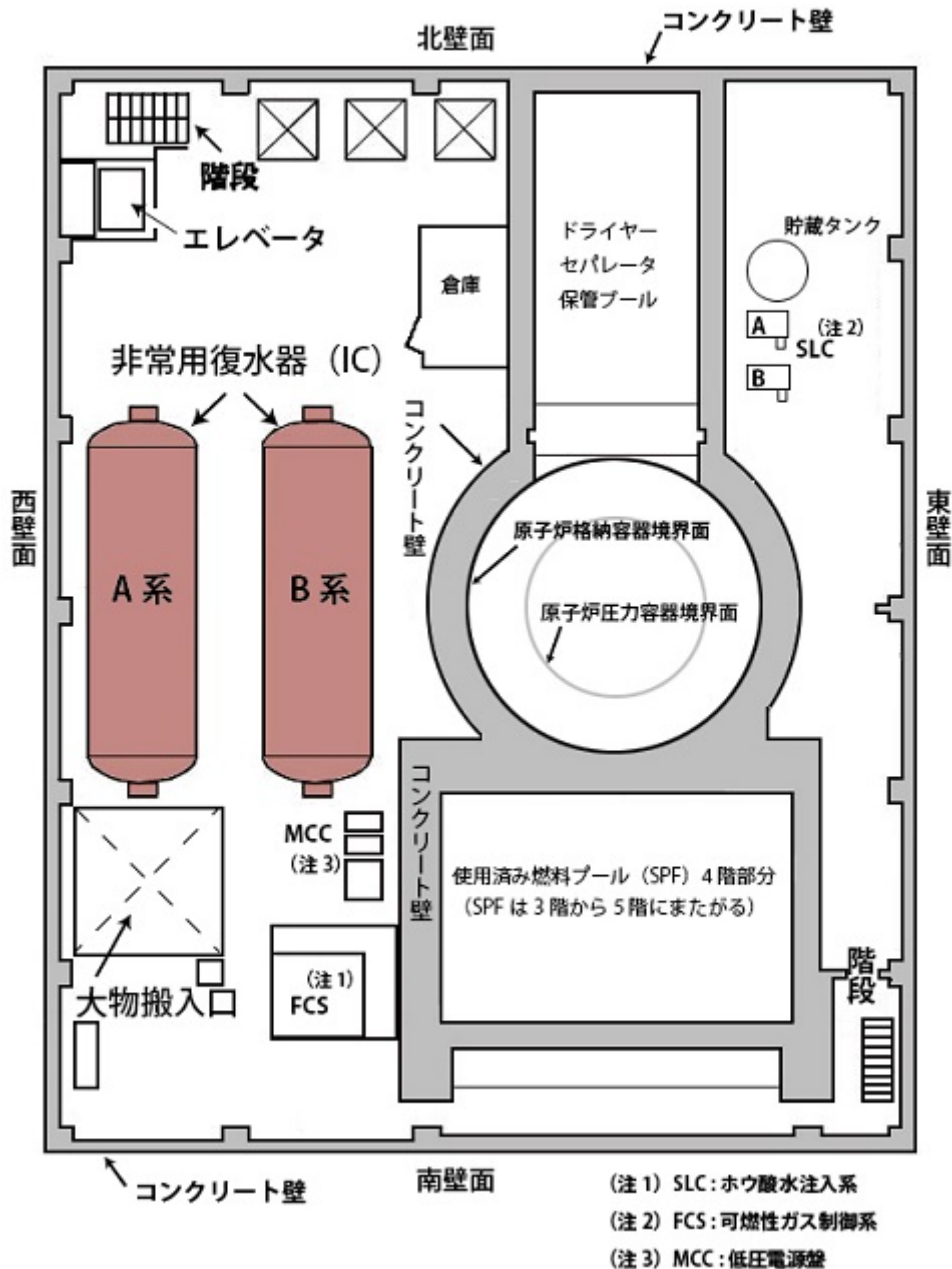 コンクリート壁
北壁面
階段
エレベータ
ドライヤー
セパレータ
保管プール
貯蔵タンク
倉庫
A
(注 2)
SLC
B
非常用復水器（IC）
コンクリート壁
西壁面
東壁面
原子炉格納容器境界面
A 系
B 系
原子炉圧力容器境界面
コンクリート壁
MCC
(注 3)
使用済み燃料プール（SPF）4 階部分
（SPF は 3 階から 5 階にまたがる）
階段
(注 1)
FCS
大物搬入口
コンクリート壁
南壁面
(注 1) SLC : ホウ酸水注入系
(注 2) FCS : 可燃性ガス制御系
(注 3) MCC : 低圧電源盤